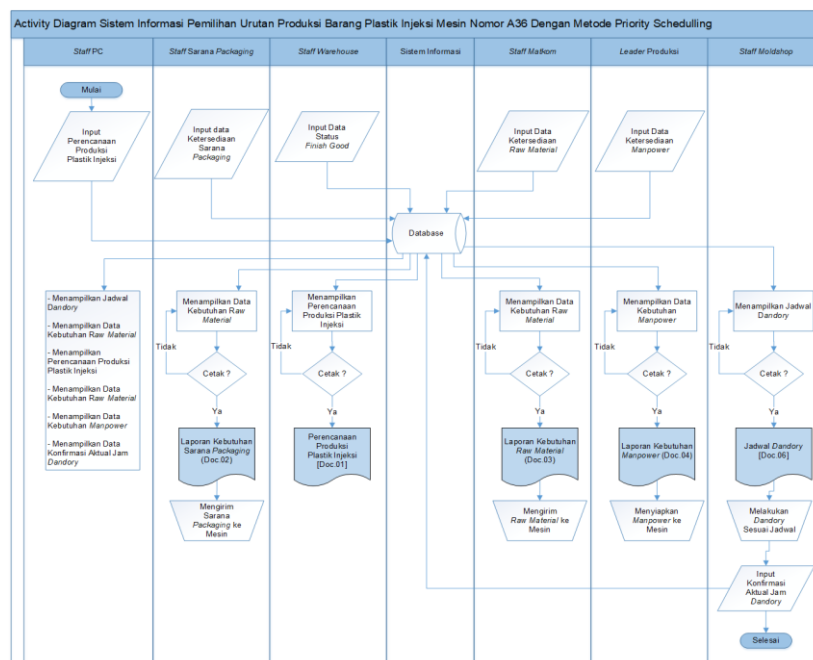 Activity Diagram Sistem Informasi Pemilihan Urutan Produksi Barang Plastik Injeksi Mesin Nomor A36 Dengan Metode Priority Schedulling
Staff PC
Staff Sarana Packaging
Staff Warehouse
Sistem Informasi
Staff Matkom
Leader Produksi
Staff Moldshop
Mulai
Input
Perencanaan
Produksi
Plastik Injeksi
Input data
Ketersediaan
Sarana
Packaging
Input Data
Status
Finish Good
Input Data
Ketersediaan
Raw Material
Input Data
Ketersediaan
Manpower
Database
- Menampilkan Jadwal
Dandory
- Menampilkan Data
Kebutuhan Raw Material
- Menampilkan
Perencanaan Produksi
Plastik Injeksi
- Menampilkan Data
Kebutuhan Raw Material
- Menampilkan Data
Kebutuhan Manpower
- Menampilkan Data
Konfirmasi Aktual Jam
Dandory
Menampilkan Data
Kebutuhan Raw
Material
Tidak
Cetak ?
Ya
Laporan Kebutuhan
Sarana Packaging
(Doc.02)
Mengirim
Sarana
Packaging ke
Mesin
Menampilkan
Perencanaan
Produksi Plastik
Injeksi
Tidak
Cetak ?
Ya
Perencanaan
Produksi
Plastik Injeksi
[Doc.01]
Menampilkan Data
Kebutuhan Raw
Material
Tidak
Cetak ?
Ya
Laporan Kebutuhan
Raw Material
(Doc.03)
Mengirim
Raw Material ke
Mesin
Menampilkan Data
Kebutuhan
Manpower
Tidak
Cetak ?
Ya
Laporan Kebutuhan
Manpower (Doc.04)
Menyiapkan
Manpower ke
Mesin
Menampilkan Jadwal
Dandory
Tidak
Cetak ?
Ya
Jadwal Dandory
[Doc.06]
Melakukan
Dandory
Sesuai Jadwal
Input
Konfirmasi
Aktual Jam
Dandory
Selesai